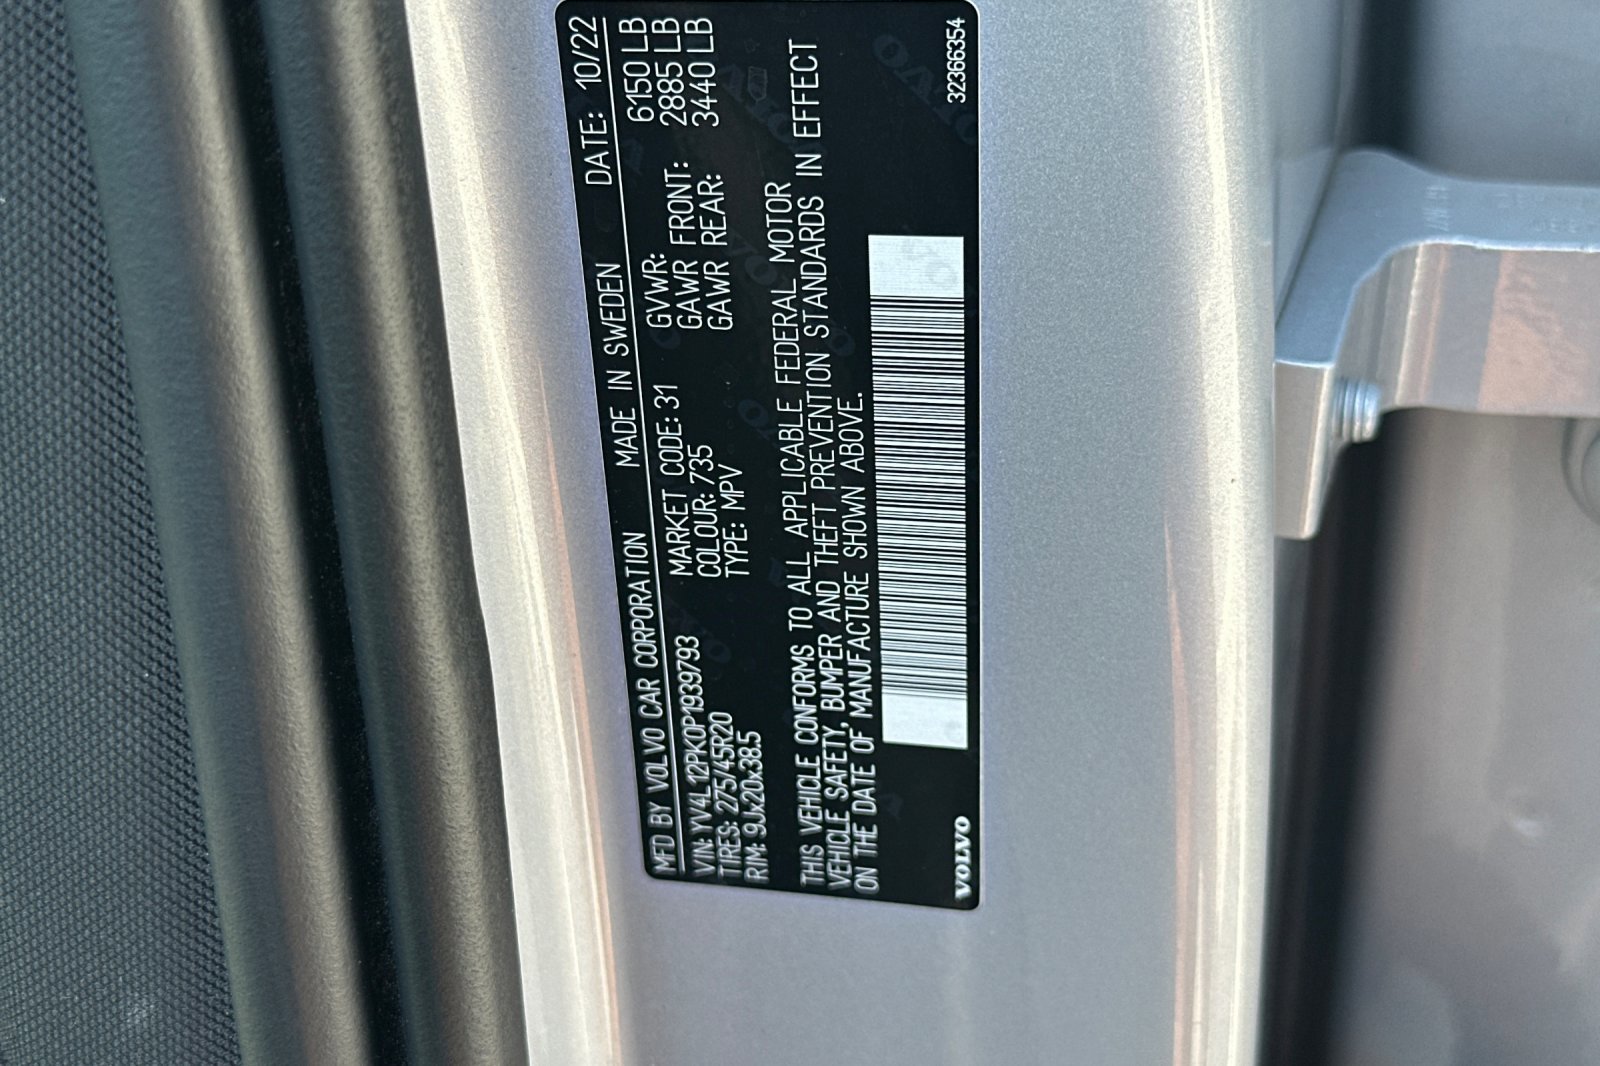 MFD BY VOLVO CAR CORPORATION MADE IN SWEDEN DATE: 10/22
VIN: YV4L12PK0P1939793 MARKET CODE: 31 GVWR: 6150 LB
TIRES: 275/45R20 COLOUR: 735 GAWR FRONT: 2885 LB
RIM: 9Jx20x38.5 TYPE: MPV GAWR REAR: 3440 LB
THIS VEHICLE CONFORMS TO ALL APPLICABLE FEDERAL MOTOR
VEHICLE SAFETY, BUMPER AND THEFT PREVENTION STANDARDS IN EFFECT
ON THE DATE OF MANUFACTURE SHOWN ABOVE.
VOLVO 32366354